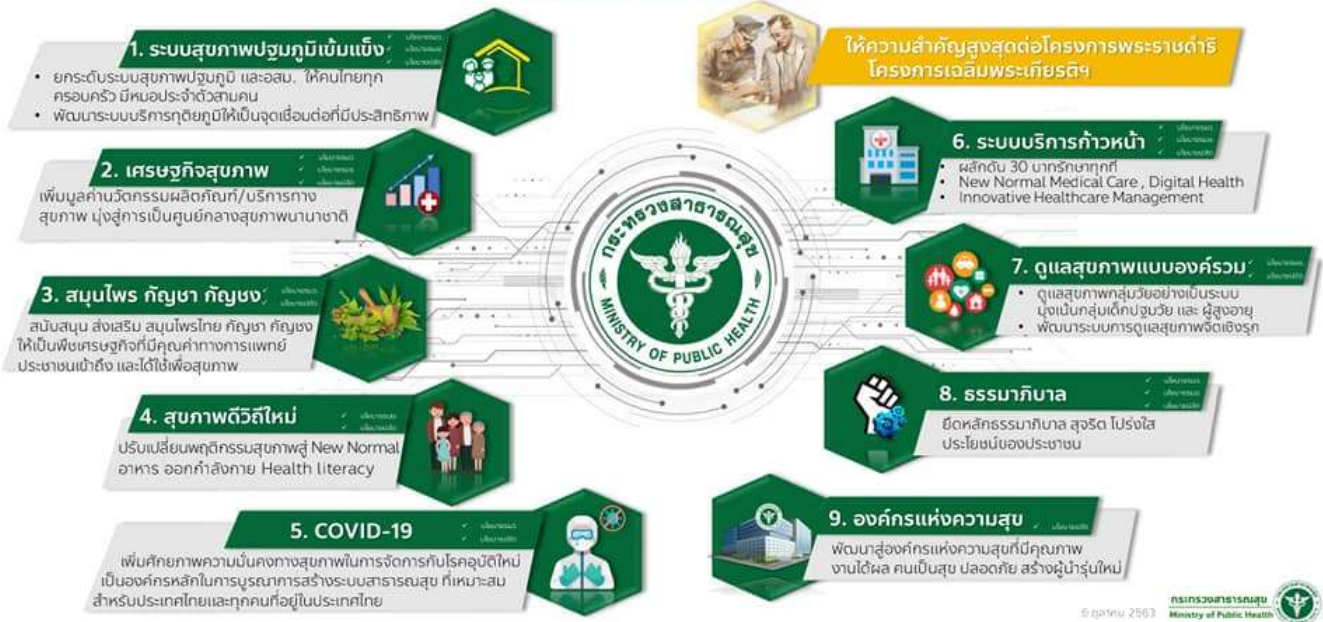 1. ระบบสุขภาพปฐมภูมิเข้มแข็ง
• ยกระดับระบบสุขภาพปฐมภูมิ และอสม. ให้คนไทยทุก
ครอบครัว มีหมอประจำตัวสามคน
• พัฒนาระบบบริการทุติยภูมิให้เป็นจุดเชื่อมต่อที่มีประสิทธิภาพ
2. เศรษฐกิจสุขภาพ
เพิ่มมูลค่านวัตกรรมผลิตภัณฑ์/บริการทาง
สุขภาพ มุ่งสู่การเป็นศูนย์กลางสุขภาพนานาชาติ
3. สมุนไพร กัญชา กัญชง
สนับสนุน ส่งเสริม สมุนไพรไทย กัญชา กัญชง
ให้เป็นพืชเศรษฐกิจที่มีคุณค่าทางการแพทย์
ประชาชนเข้าถึง และได้ใช้เพื่อสุขภาพ
4. สุขภาพดีวิถีใหม่
ปรับเปลี่ยนพฤติกรรมสุขภาพสู่ New Normal
อาหาร ออกกำลังกาย Health literacy
5. COVID-19
เพิ่มศักยภาพความมั่นคงทางสุขภาพในการจัดการกับโรคอุบัติใหม่
เป็นองค์กรหลักในการบูรณาการสร้างระบบสาธารณสุข ที่เหมาะสม
สำหรับประเทศไทยและทุกคนที่อยู่ในประเทศไทย
กระทรวงสาธารณสุข
MINISTRY OF PUBLIC HEALTH
ให้ความสำคัญสูงสุดต่อโครงการพระราชดำริ
โครงการเฉลิมพระเกียรติฯ
6. ระบบบริการก้าวหน้า
• ผลักดัน 30 บาทรักษาทุกที่
• New Normal Medical Care , Digital Health
• Innovative Healthcare Management
7. ดูแลสุขภาพแบบองค์รวม
• ดูแลสุขภาพกลุ่มวัยอย่างเป็นระบบ
มุ่งเน้นกลุ่มเด็กปฐมวัย และ ผู้สูงอายุ
• พัฒนาระบบการดูแลสุขภาพจิตเชิงรุก
8. ธรรมาภิบาล
ยึดหลักธรรมาภิบาล สุจริต โปร่งใส
ประโยชน์ของประชาชน
9. องค์กรแห่งความสุข
พัฒนาสู่องค์กรแห่งความสุขที่มีคุณภาพ
งานได้ผล คนเป็นสุข ปลอดภัย สร้างผู้นำรุ่นใหม่
6 ตุลาคม 2563
กระทรวงสาธารณสุข
Ministry of Public Health